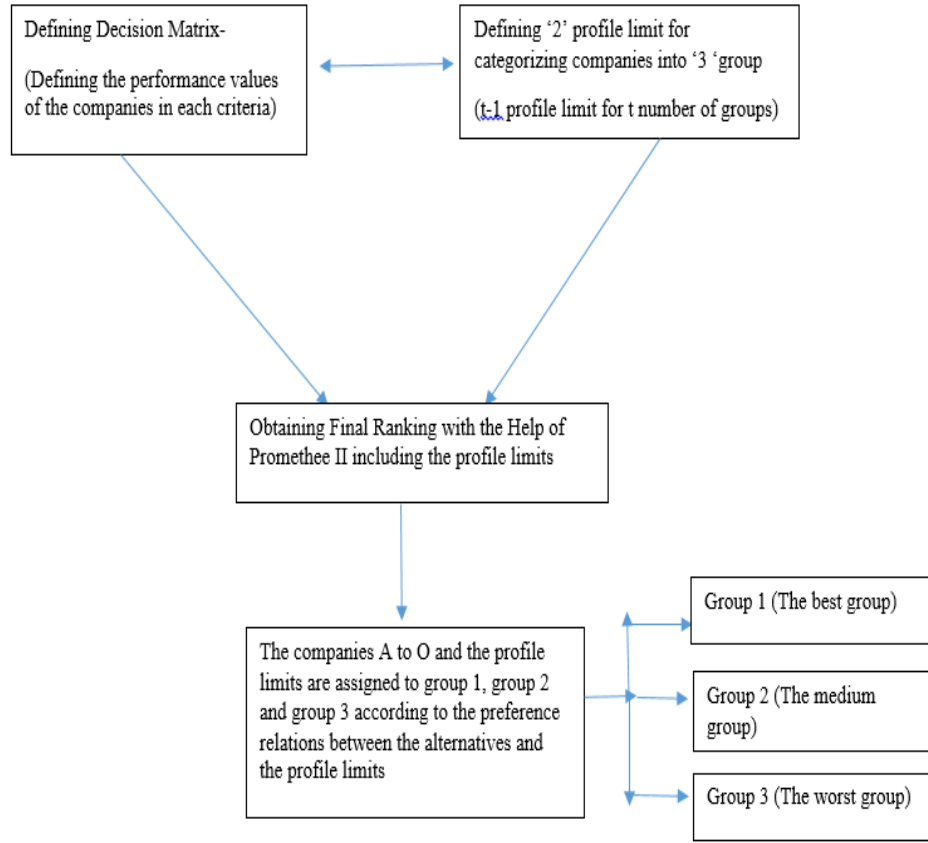 Defining Decision Matrix-
(Defining the performance values
of the companies in each criteria)
Defining ‘2’ profile limit for
categorizing companies into ‘3 ‘group
(t-1 profile limit for t number of groups)
Obtaining Final Ranking with the Help of
Promethee II including the profile limits
The companies A to O and the profile
limits are assigned to group 1, group 2
and group 3 according to the preference
relations between the alternatives and
the profile limits
Group 1 (The best group)
Group 2 (The medium
group)
Group 3 (The worst group)